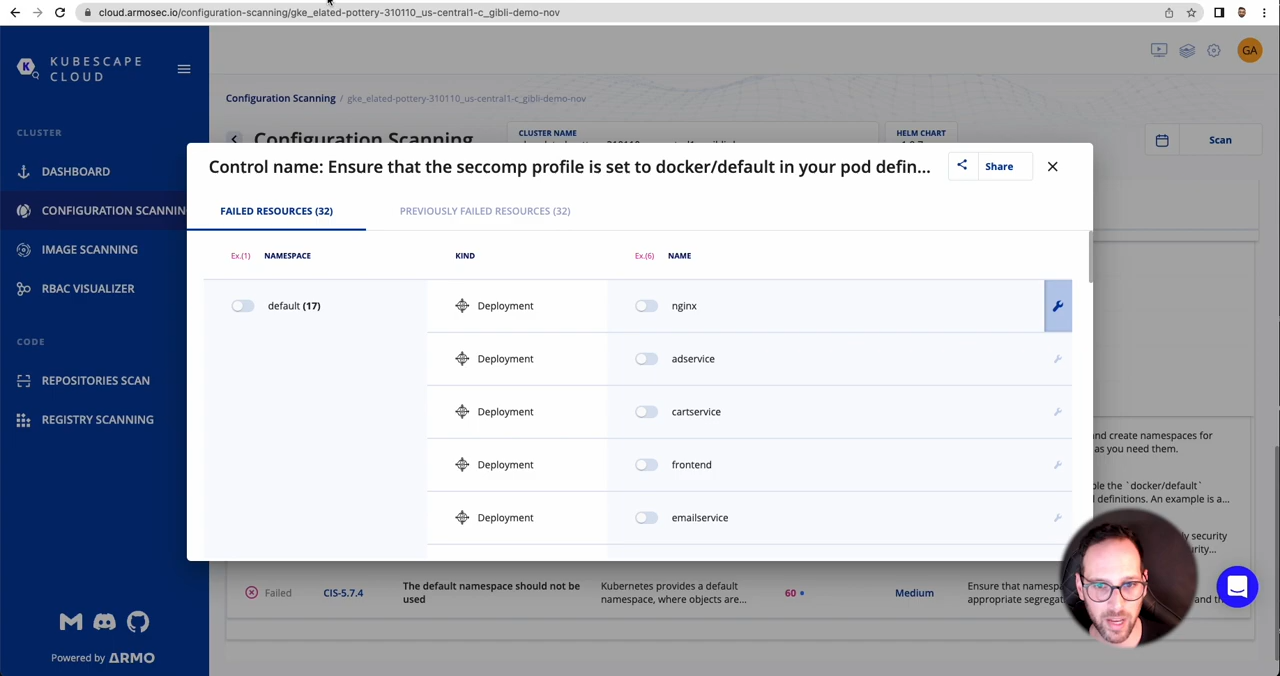 cloud.armosec.io/configuration-scanning/gke_elated-pottery-310110_us-central1-c_gibli-demo-nov
KUBESCAPE
CLOUD
GA
Configuration Scanning / gke_elated-pottery-310110_us-central1-c_gibli-demo-nov
CLUSTER
Configuration Scanning
CLUSTER NAME
HELM CHART
Scan
DASHBOARD
CONFIGURATION SCANNIN
IMAGE SCANNING
RBAC VISUALIZER
CODE
REPOSITORIES SCAN
REGISTRY SCANNING
Powered by ARMO
Control name: Ensure that the seccomp profile is set to docker/default in your pod defin...
Share
FAILED RESOURCES (32)
PREVIOUSLY FAILED RESOURCES (32)
Ex.(1) NAMESPACE KIND Ex.(6) NAME
default (17) Deployment nginx
Deployment adservice
Deployment cartservice
Deployment frontend
Deployment emailservice
and create namespaces for
as you need them.
ble the `docker/default`
definitions. An example is a...
y security
urity...
Failed CIS-5.7.4 The default namespace should not be
used
Kubernetes provides a default
namespace, where objects are...
60
Medium
Ensure that namesp
appropriate segregat